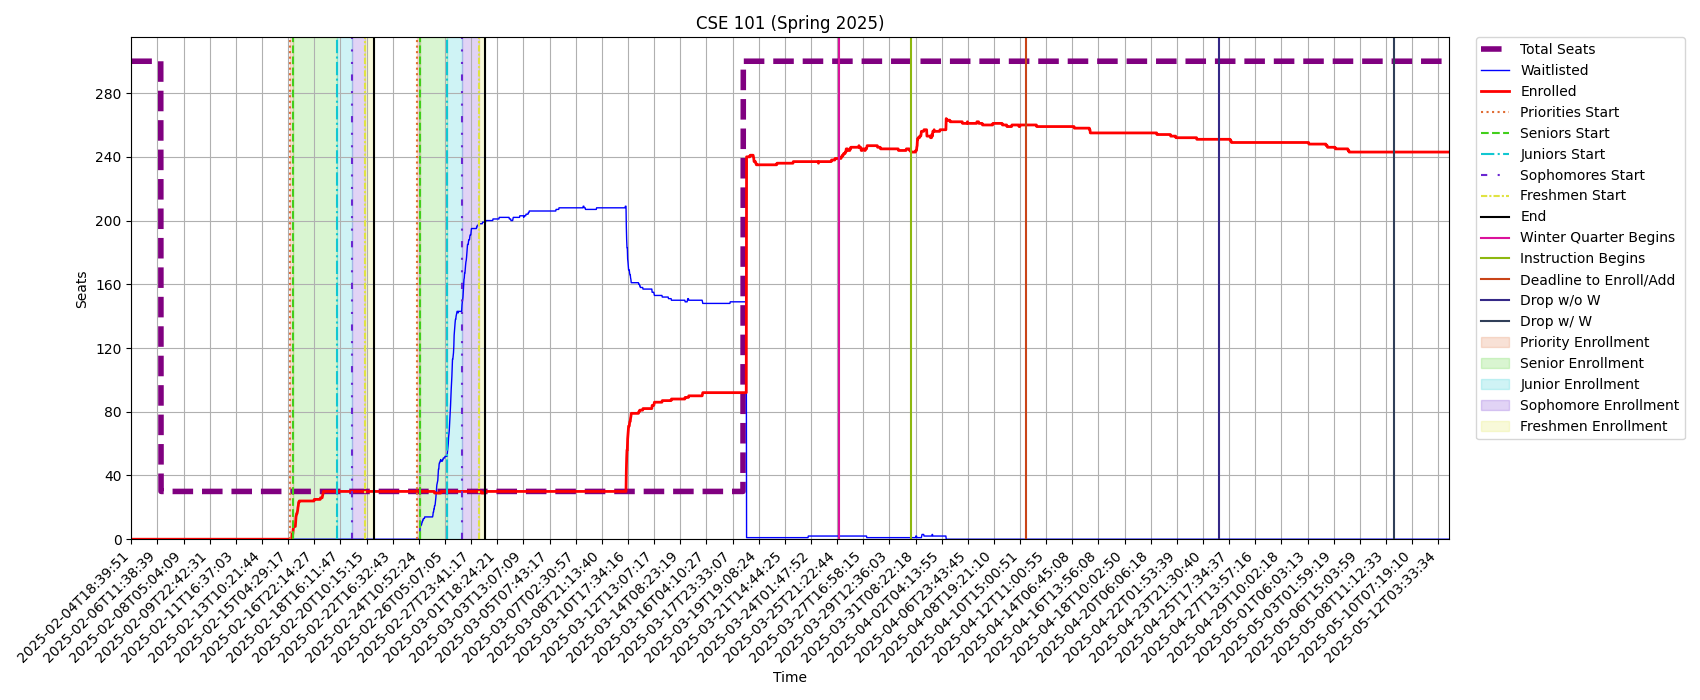 CSE 101 (Spring 2025)
Seats
280
240
200
160
120
80
40
0
2025-02-04T18:39:51
2025-02-06T11:38:39
2025-02-08T05:04:09
2025-02-09T22:42:31
2025-02-11T16:37:03
2025-02-13T10:21:44
2025-02-15T04:29:17
2025-02-16T22:14:27
2025-02-18T16:11:47
2025-02-20T10:15:15
2025-02-22T16:32:43
2025-02-24T10:52:24
2025-02-26T05:07:05
2025-02-27T23:41:17
2025-03-01T18:24:21
2025-03-03T13:07:09
2025-03-05T07:43:17
2025-03-07T02:30:57
2025-03-08T21:13:40
2025-03-10T17:34:16
2025-03-12T13:07:17
2025-03-14T08:23:19
2025-03-16T04:10:27
2025-03-17T23:33:07
2025-03-19T19:08:24
2025-03-21T14:44:25
2025-03-24T01:47:52
2025-03-25T21:22:44
2025-03-27T16:58:15
2025-03-29T12:36:03
2025-03-31T08:22:18
2025-04-02T04:13:55
2025-04-06T23:43:45
2025-04-08T19:21:10
2025-04-10T15:00:51
2025-04-12T11:00:55
2025-04-14T06:45:08
2025-04-16T13:56:08
2025-04-18T10:02:50
2025-04-20T06:06:18
2025-04-22T01:53:39
2025-04-23T21:30:40
2025-04-25T17:34:37
2025-04-27T13:57:16
2025-04-29T10:02:18
2025-05-01T06:03:13
2025-05-03T01:59:19
2025-05-06T15:03:59
2025-05-08T11:12:33
2025-05-10T07:19:10
2025-05-12T03:33:34
Time
Total Seats
Waitlisted
Enrolled
Priorities Start
Seniors Start
Juniors Start
Sophomores Start
Freshmen Start
End
Winter Quarter Begins
Instruction Begins
Deadline to Enroll/Add
Drop w/o W
Drop w/ W
Priority Enrollment
Senior Enrollment
Junior Enrollment
Sophomore Enrollment
Freshmen Enrollment